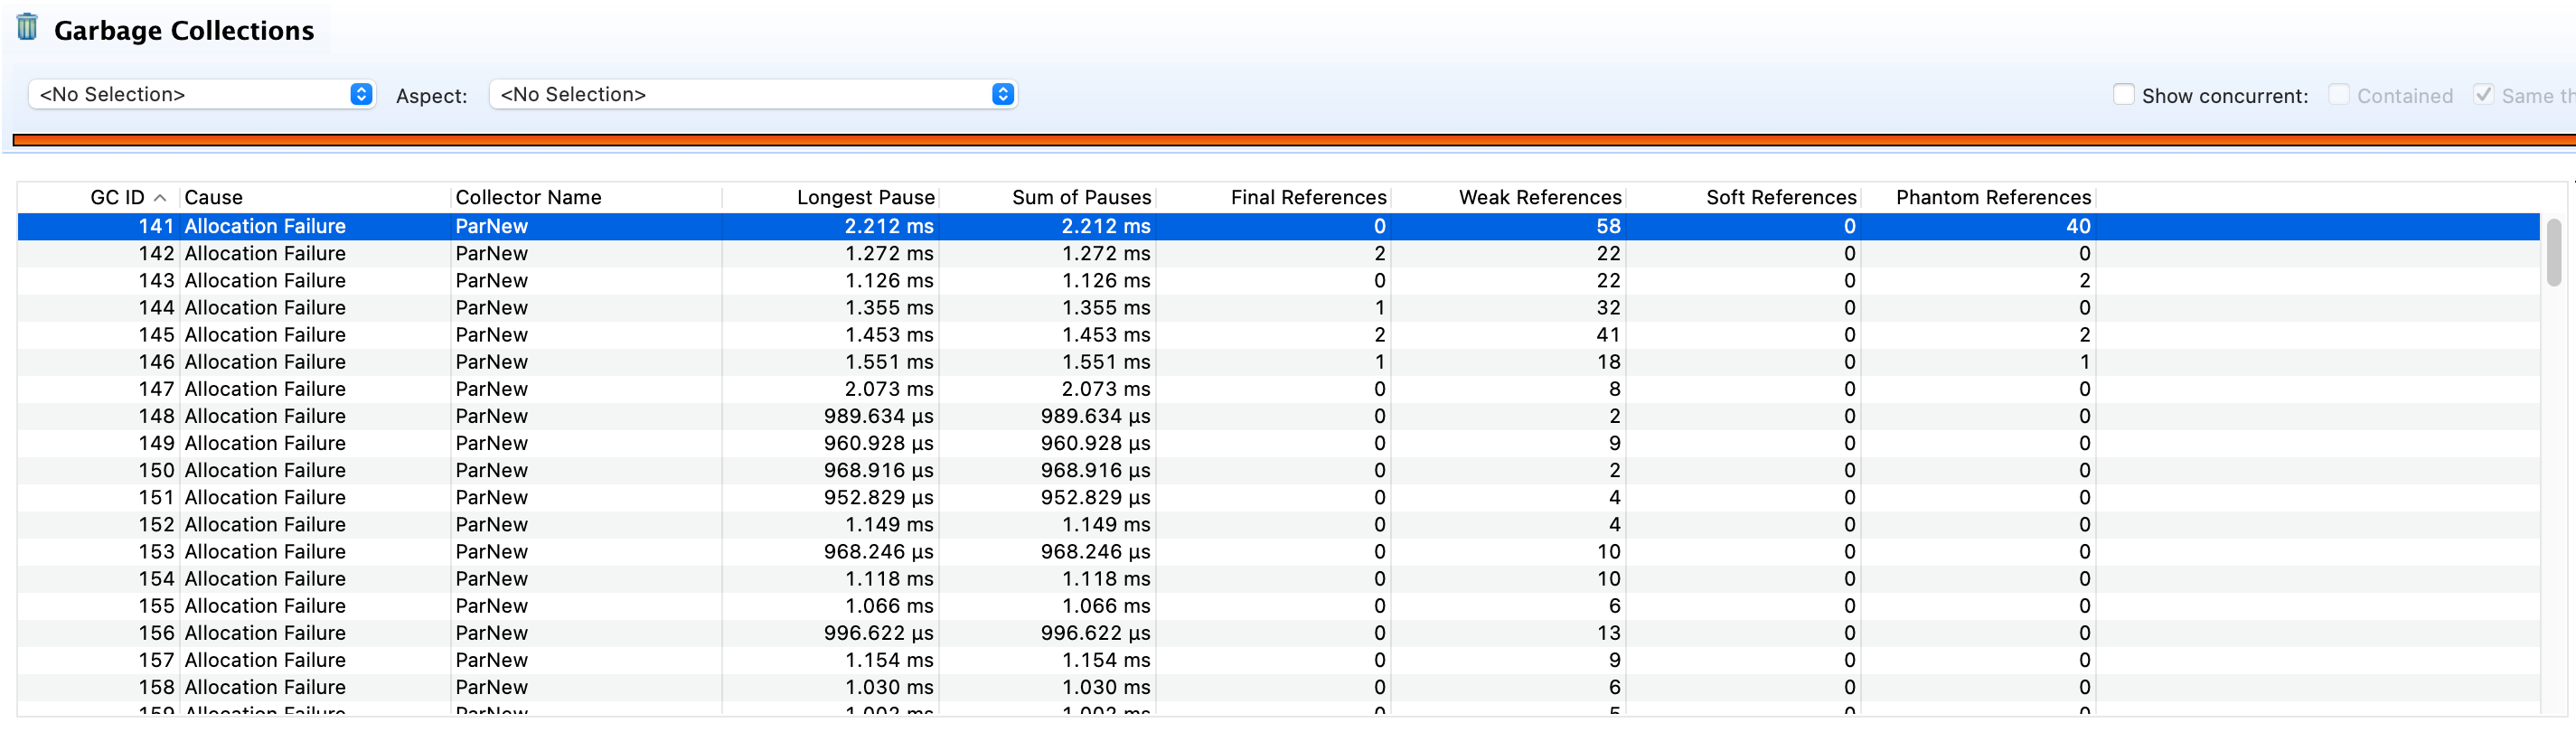 Garbage Collections
<No Selection> Aspect: <No Selection> Show concurrent: Contained Same th
GC ID Cause Collector Name Longest Pause Sum of Pauses Final References Weak References Soft References Phantom References
141 Allocation Failure ParNew 2.212 ms 2.212 ms 0 58 0 40
142 Allocation Failure ParNew 1.272 ms 1.272 ms 2 22 0 0
143 Allocation Failure ParNew 1.126 ms 1.126 ms 0 22 0 2
144 Allocation Failure ParNew 1.355 ms 1.355 ms 1 32 0 0
145 Allocation Failure ParNew 1.453 ms 1.453 ms 2 41 0 2
146 Allocation Failure ParNew 1.551 ms 1.551 ms 1 18 0 1
147 Allocation Failure ParNew 2.073 ms 2.073 ms 0 8 0 0
148 Allocation Failure ParNew 989.634 µs 989.634 µs 0 2 0 0
149 Allocation Failure ParNew 960.928 µs 960.928 µs 0 9 0 0
150 Allocation Failure ParNew 968.916 µs 968.916 µs 0 2 0 0
151 Allocation Failure ParNew 952.829 µs 952.829 µs 0 4 0 0
152 Allocation Failure ParNew 1.149 ms 1.149 ms 0 4 0 0
153 Allocation Failure ParNew 968.246 µs 968.246 µs 0 10 0 0
154 Allocation Failure ParNew 1.118 ms 1.118 ms 0 10 0 0
155 Allocation Failure ParNew 1.066 ms 1.066 ms 0 6 0 0
156 Allocation Failure ParNew 996.622 µs 996.622 µs 0 13 0 0
157 Allocation Failure ParNew 1.154 ms 1.154 ms 0 9 0 0
158 Allocation Failure ParNew 1.030 ms 1.030 ms 0 6 0 0
159 Allocation Failure ParNew 1.002 ms 1.002 ms 0 5 0 0